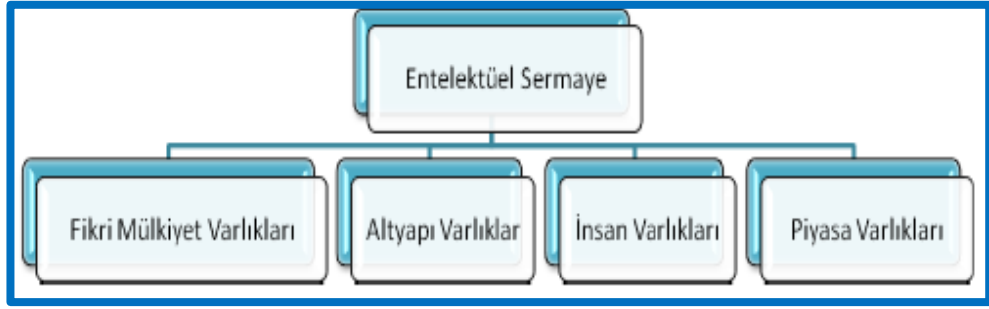 Entelektüel Sermaye
Fikri Mülkiyet Varlıkları
Altyapı Varlıklar
İnsan Varlıkları
Piyasa Varlıkları